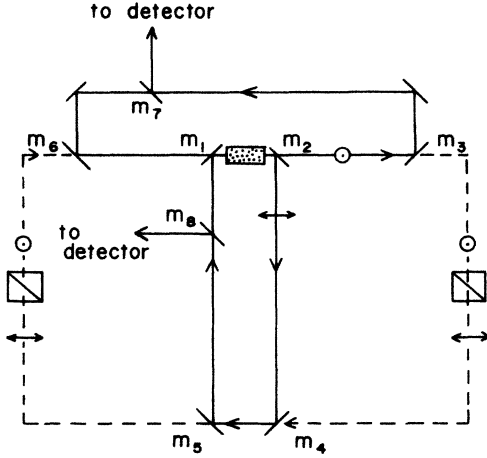 to detector
m₇
m₆
m₁
m₂
m₃
m₈
to
detector
m₅
m₄